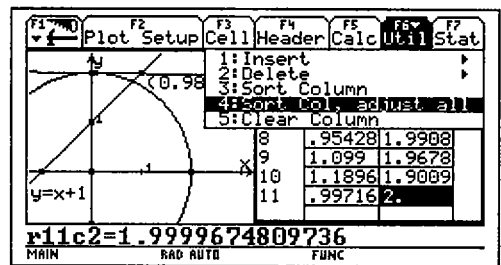 F1 F2 F3 F4 F5 F6 F7
Plot Setup Cell Header Calc Util Stat
1:Insert
2:Delete
3:Sort Column
4:Sort Col, adjust all
5:Clear Column
y
(0.98
1
1
x
y=x+1
8 .95428 1.9908
9 1.099 1.9678
10 1.1896 1.9009
11 .99716 2.
r11c2=1.9999674809736
MAIN RAD AUTO FUNC